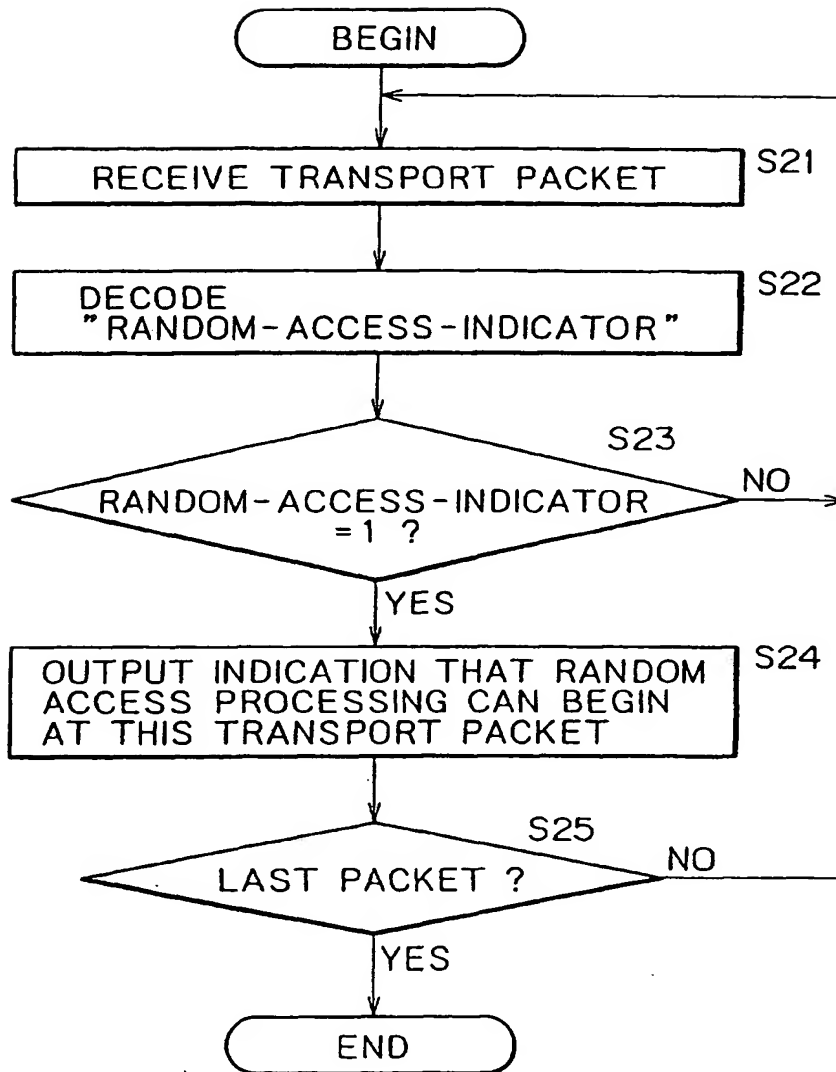 BEGIN
RECEIVE TRANSPORT PACKET
S21
DECODE
"RANDOM-ACCESS-INDICATOR"
S22
S23
RANDOM-ACCESS-INDICATOR
=1 ?
NO
YES
OUTPUT INDICATION THAT RANDOM
ACCESS PROCESSING CAN BEGIN
AT THIS TRANSPORT PACKET
S24
S25
LAST PACKET ?
NO
YES
END